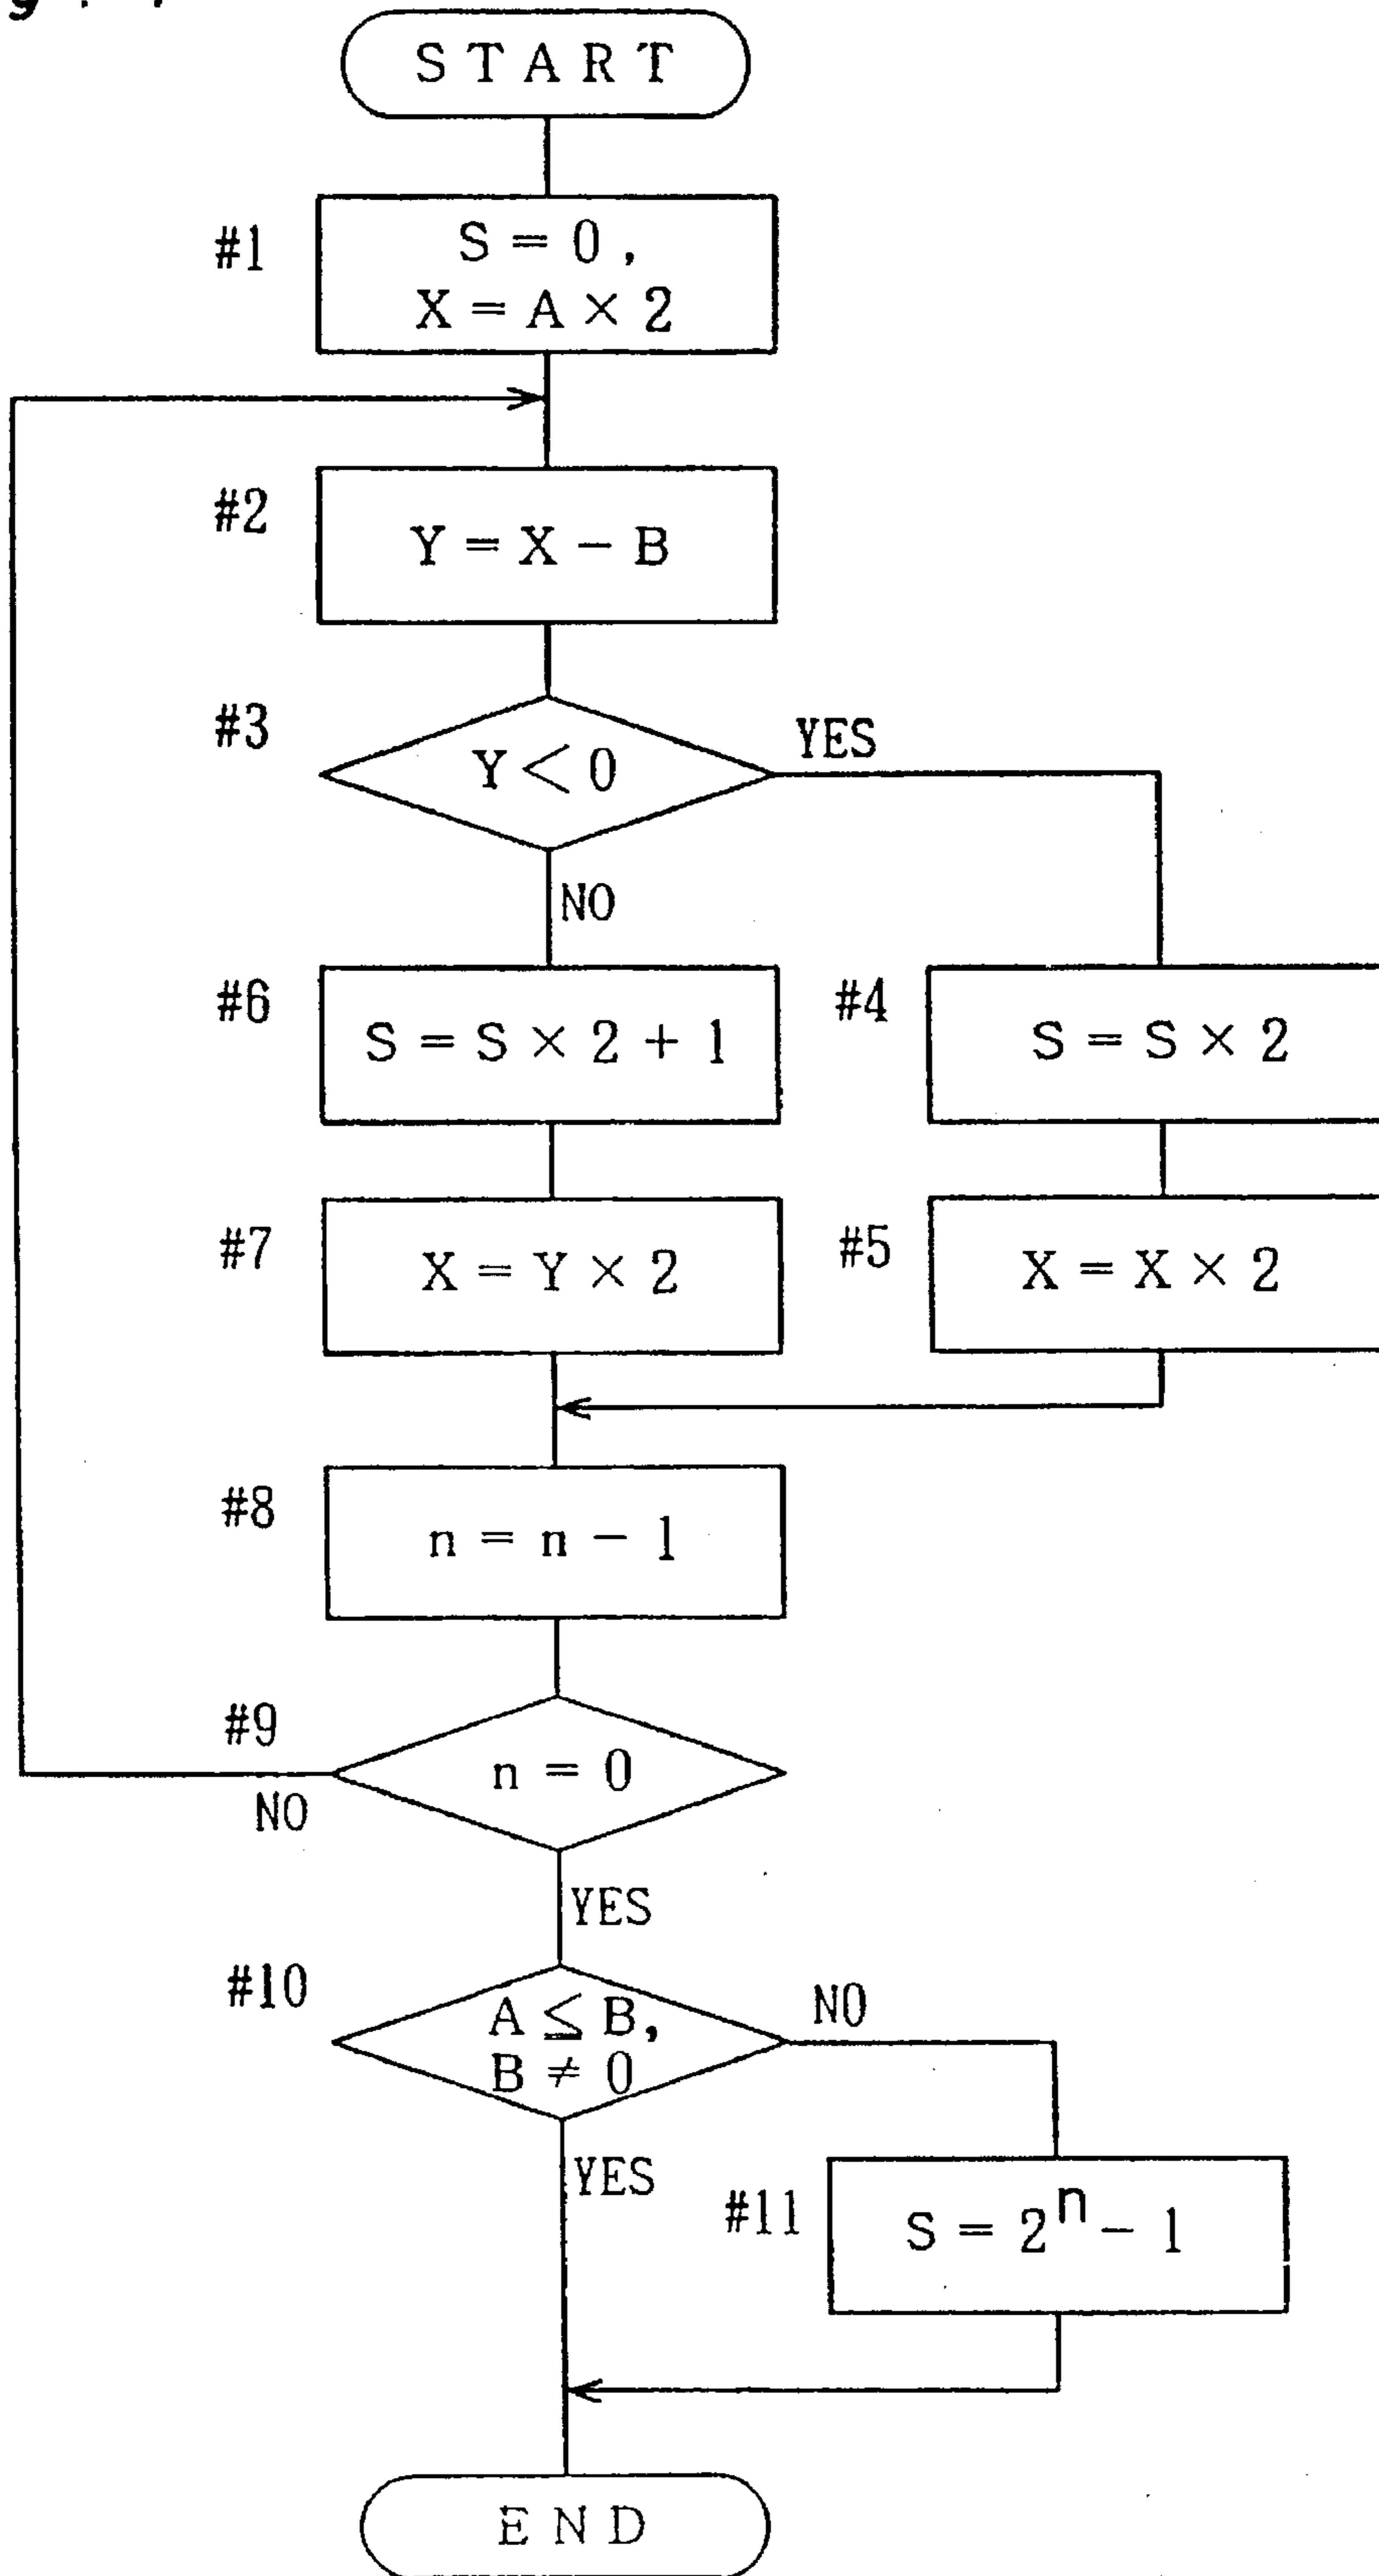 START
#1
S = 0 ,
X = A × 2
#2
Y = X − B
#3
Y < 0
YES
NO
#6
S = S × 2 + 1
#4
S = S × 2
#7
X = Y × 2
#5
X = X × 2
#8
n = n − 1
#9
n = 0
NO
YES
#10
A ≦ B,
B ≠ 0
NO
YES
#11
S = 2ⁿ − 1
END